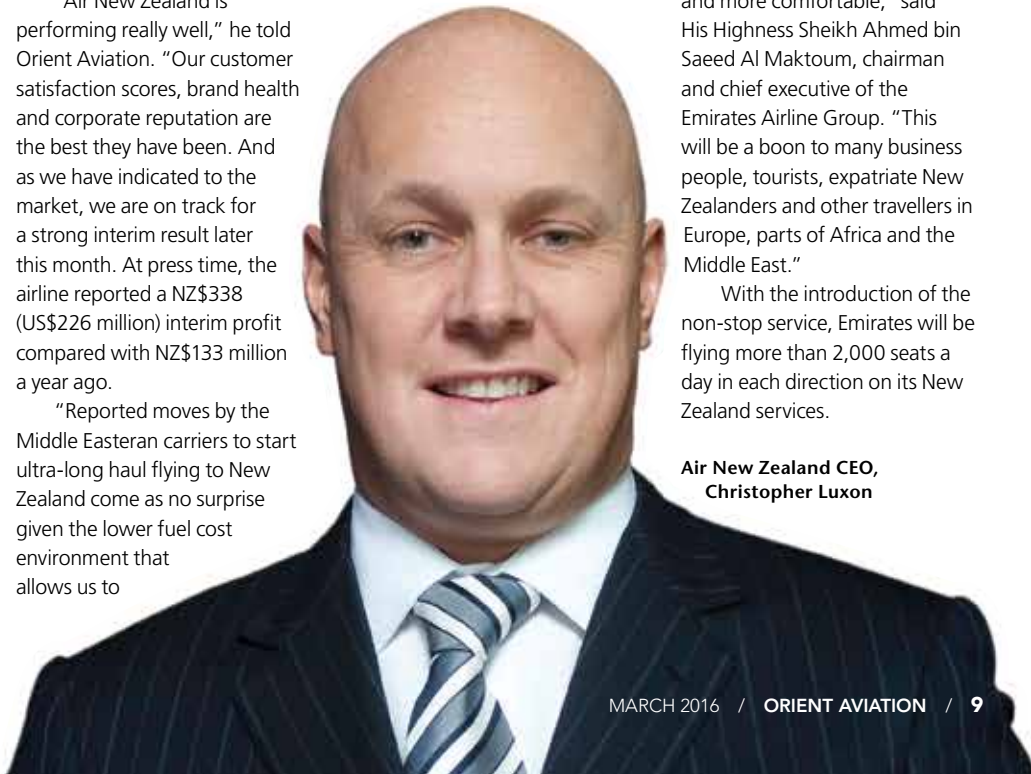 “Air New Zealand is
performing really well,” he told
Orient Aviation. “Our customer
satisfaction scores, brand health
and corporate reputation are
the best they have been. And
as we have indicated to the
market, we are on track for
a strong interim result later
this month. At press time, the
airline reported a NZ$338
(US$226 million) interim profit
compared with NZ$133 million
a year ago.
“Reported moves by the
Middle Easteran carriers to start
ultra-long haul flying to New
Zealand come as no surprise
given the lower fuel cost
environment that
allows us to
and more comfortable,” said
His Highness Sheikh Ahmed bin
Saeed Al Maktoum, chairman
and chief executive of the
Emirates Airline Group. “This
will be a boon to many business
people, tourists, expatriate New
Zealanders and other travellers in
Europe, parts of Africa and the
Middle East.”
With the introduction of the
non-stop service, Emirates will be
flying more than 2,000 seats a
day in each direction on its New
Zealand services.
Air New Zealand CEO,
Christopher Luxon
MARCH 2016 / ORIENT AVIATION / 9